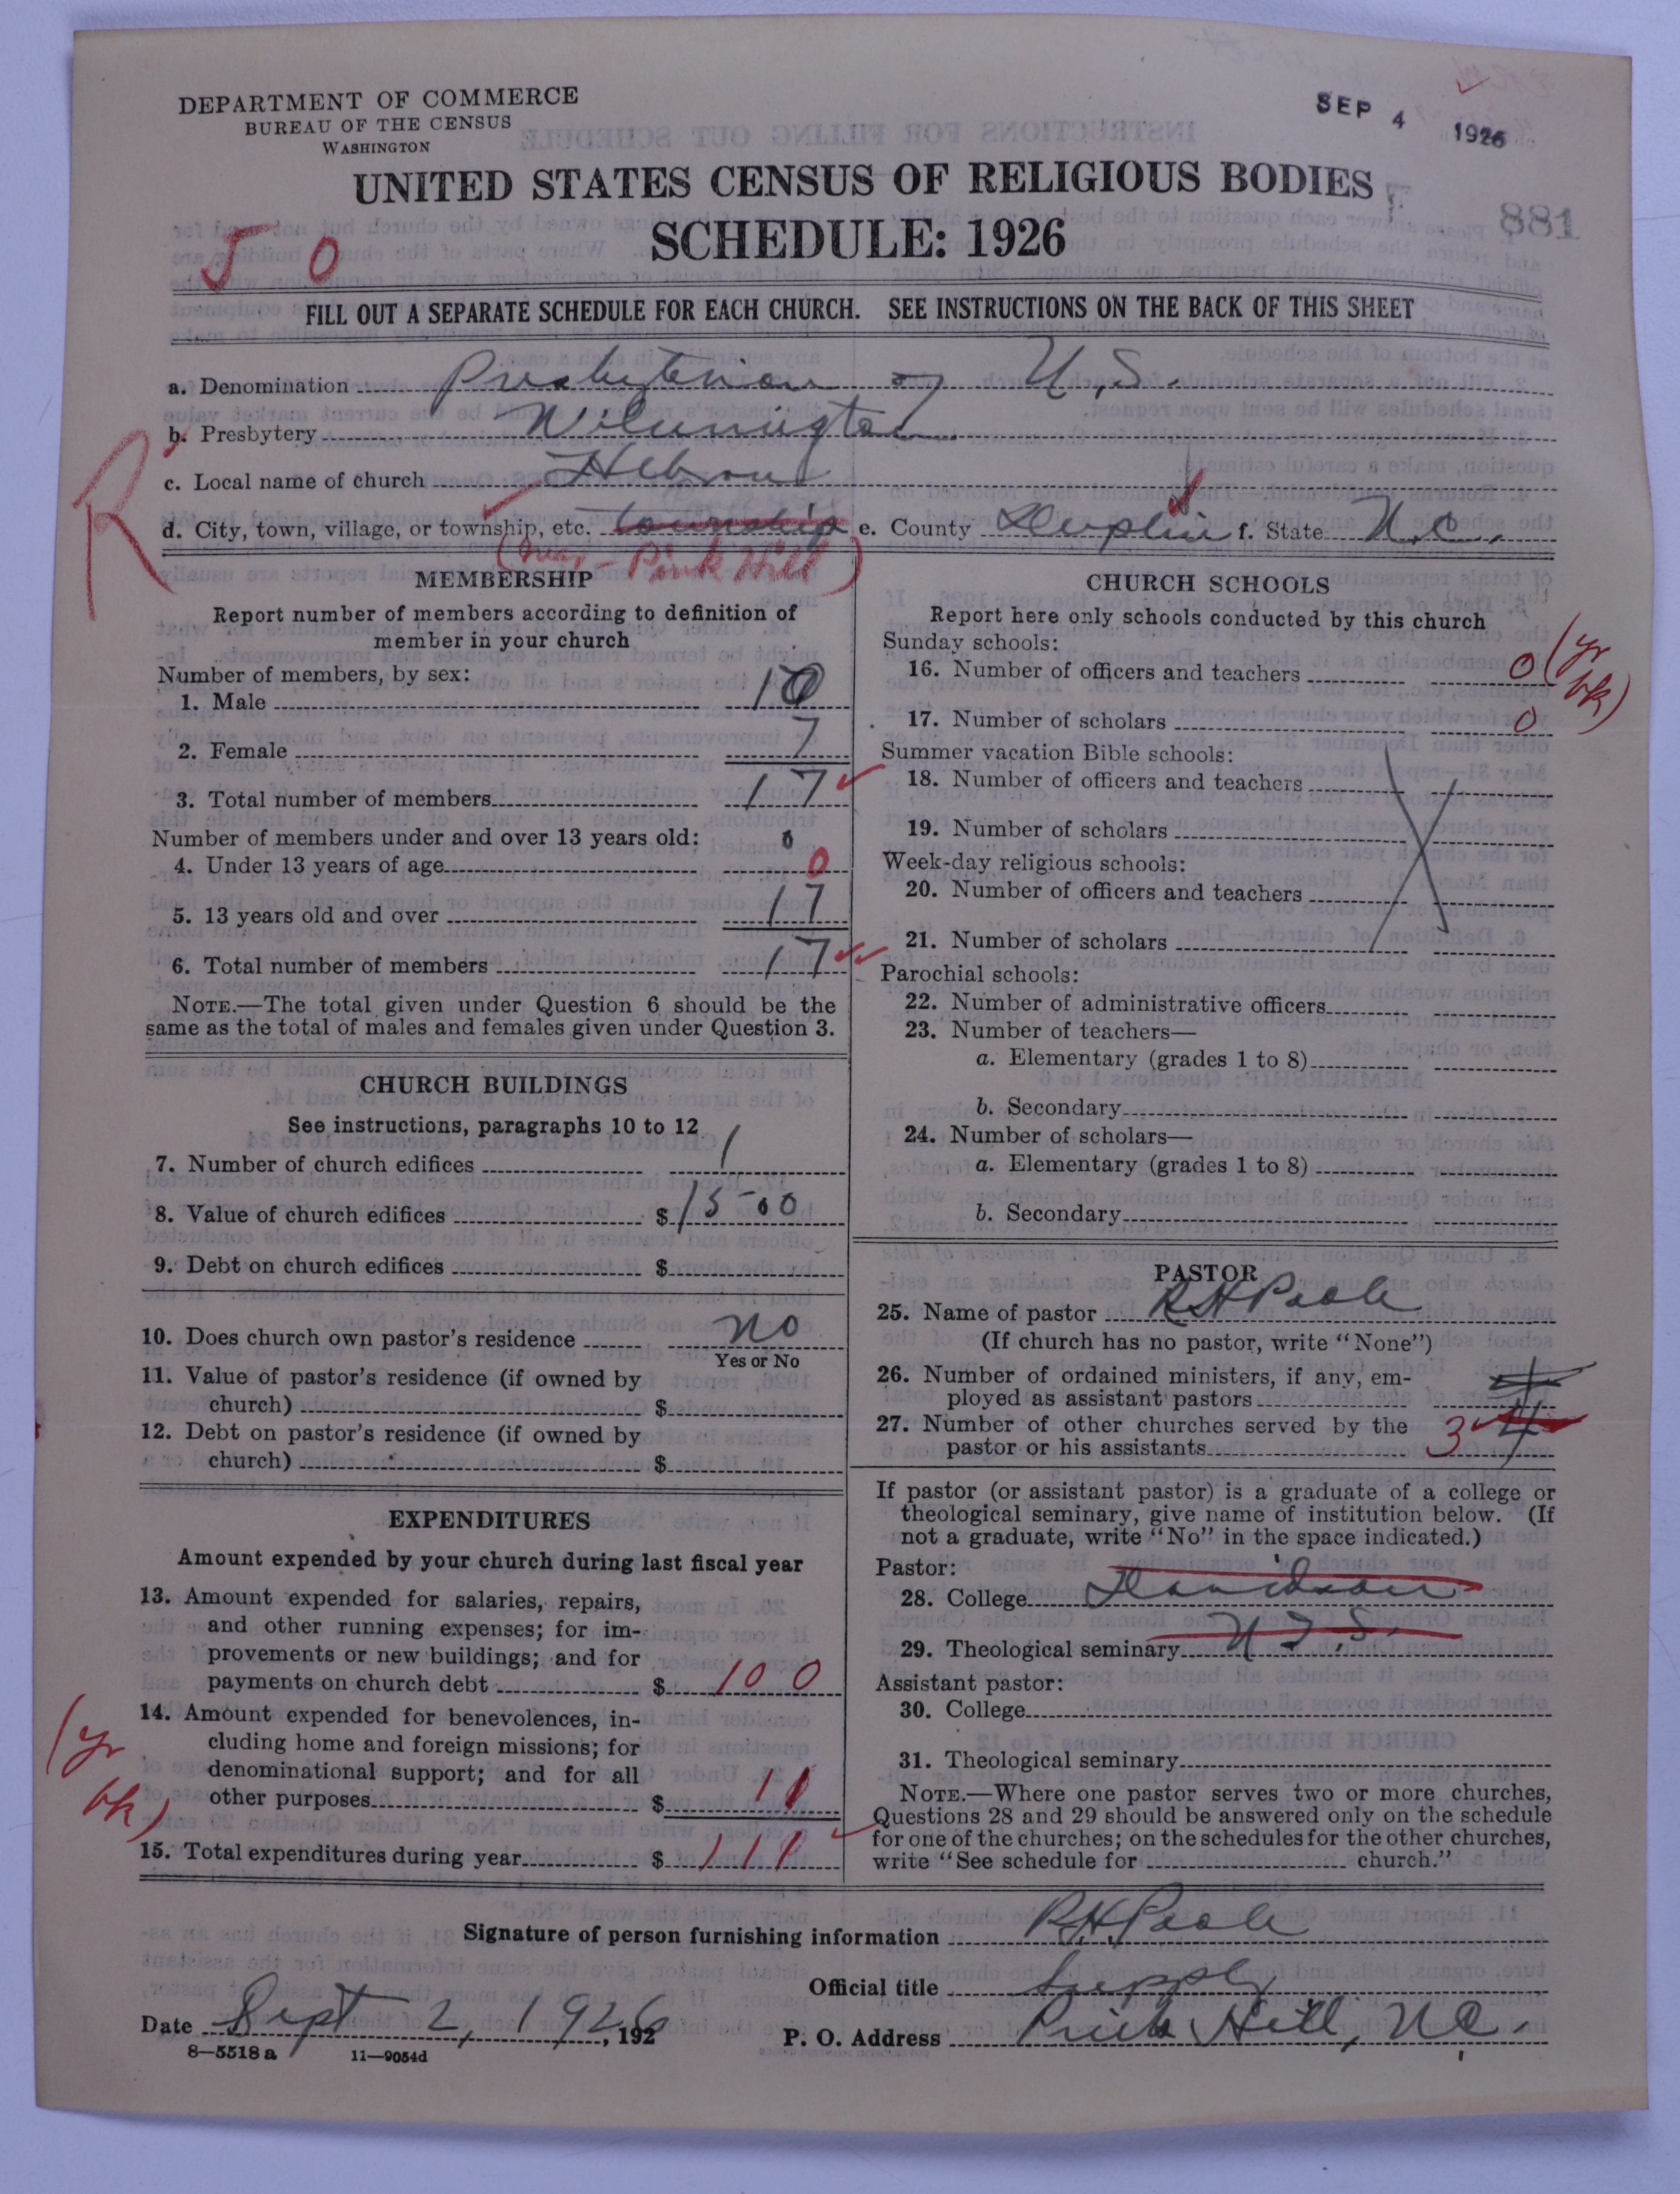 DEPARTMENT OF COMMERCE
BUREAU OF THE CENSUS
WASHINGTON
SEP 4 1926
UNITED STATES CENSUS OF RELIGIOUS BODIES
SCHEDULE: 1926
881
5 0
FILL OUT A SEPARATE SCHEDULE FOR EACH CHURCH. SEE INSTRUCTIONS ON THE BACK OF THIS SHEET
a. Denomination Presbyterian U.S.
b. Presbytery Wilmington
R
c. Local name of church Hebron
d. City, town, village, or township, etc. township e. County Duplin f. State N.C.
(near - Pink Hill)
MEMBERSHIP
Report number of members according to definition of
member in your church
Number of members, by sex:
1. Male 10
2. Female 7
3. Total number of members 17
Number of members under and over 13 years old: 0
4. Under 13 years of age 0
5. 13 years old and over 17
6. Total number of members 17
NOTE.—The total given under Question 6 should be the
same as the total of males and females given under Question 3.
CHURCH BUILDINGS
See instructions, paragraphs 10 to 12
7. Number of church edifices 1
8. Value of church edifices $ 1500
9. Debt on church edifices $
10. Does church own pastor's residence no
Yes or No
11. Value of pastor's residence (if owned by
church) $
12. Debt on pastor's residence (if owned by
church) $
EXPENDITURES
Amount expended by your church during last fiscal year
13. Amount expended for salaries, repairs,
and other running expenses; for im-
provements or new buildings; and for
payments on church debt $ 100
14. Amount expended for benevolences, in-
cluding home and foreign missions; for
denominational support; and for all
other purposes $ 11
(yr bk)
15. Total expenditures during year $ 111
CHURCH SCHOOLS
Report here only schools conducted by this church
Sunday schools:
16. Number of officers and teachers 0 (yr bk)
17. Number of scholars 0
Summer vacation Bible schools:
18. Number of officers and teachers
19. Number of scholars
Week-day religious schools:
20. Number of officers and teachers
21. Number of scholars
Parochial schools:
22. Number of administrative officers
23. Number of teachers—
a. Elementary (grades 1 to 8)
b. Secondary
24. Number of scholars—
a. Elementary (grades 1 to 8)
b. Secondary
PASTOR
25. Name of pastor R H Poole
(If church has no pastor, write "None")
26. Number of ordained ministers, if any, em-
ployed as assistant pastors
27. Number of other churches served by the
pastor or his assistants 3 4
If pastor (or assistant pastor) is a graduate of a college or
theological seminary, give name of institution below. (If
not a graduate, write "No" in the space indicated.)
Pastor:
28. College Davidson
29. Theological seminary U.T.S.
Assistant pastor:
30. College
31. Theological seminary
NOTE.—Where one pastor serves two or more churches,
Questions 28 and 29 should be answered only on the schedule
for one of the churches; on the schedules for the other churches,
write "See schedule for church."
Signature of person furnishing information R.H. Poole
Official title Supply
Date Sept 2, 1926, 192 P. O. Address Pink Hill, N.C.
8—5518a 11—9054d